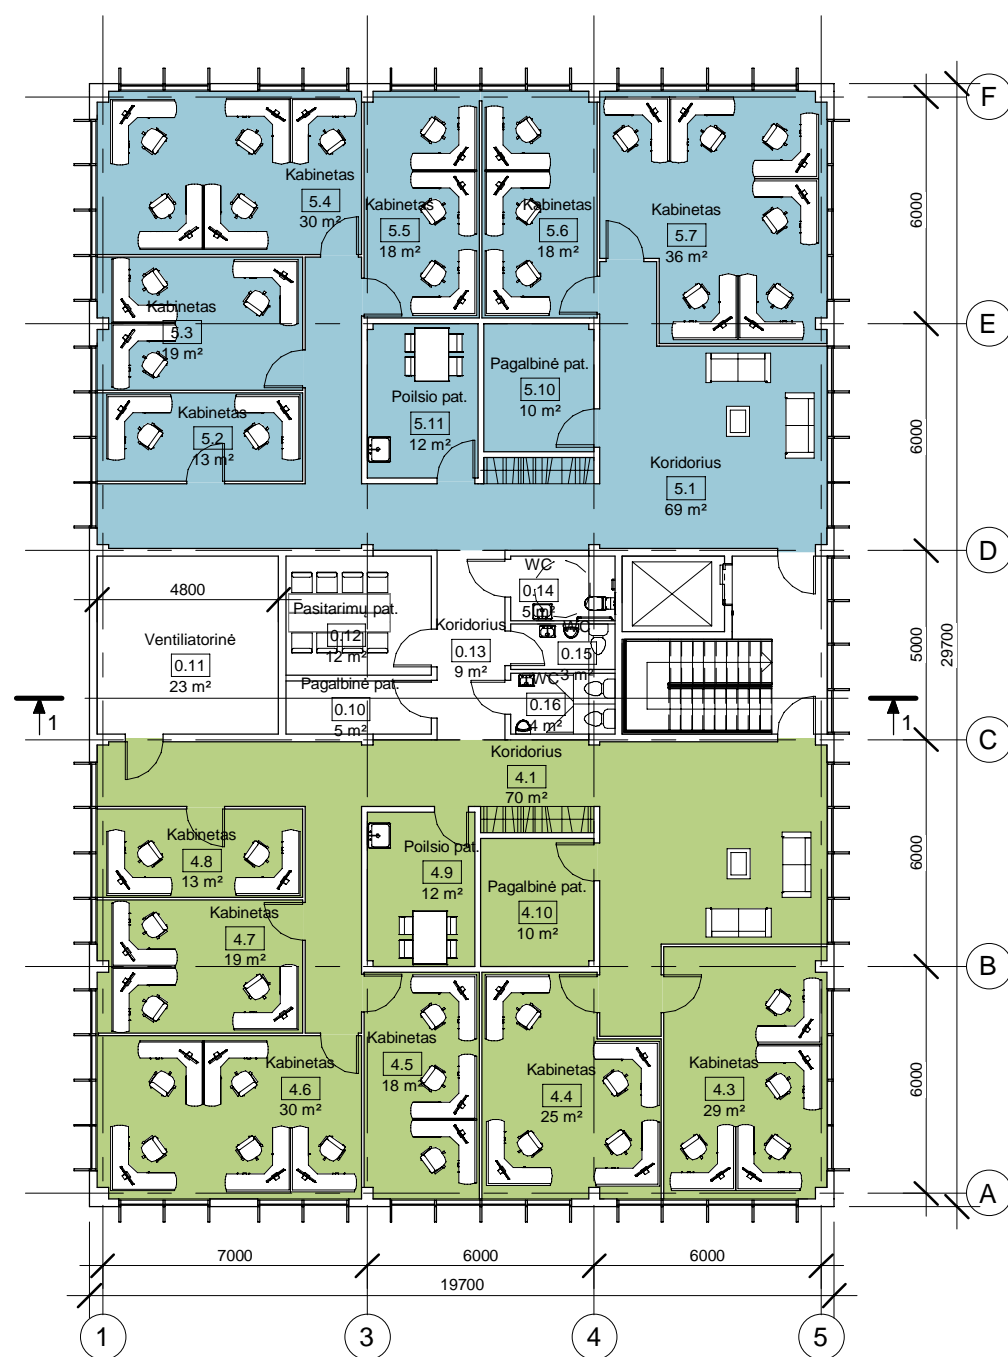 F
Kabinetas
5.4
30 m²
Kabinetas
5.5
18 m²
Kabinetas
5.6
18 m²
Kabinetas
5.7
36 m²
6000
Kabinetas
5.3
19 m²
E
Poilsio pat.
5.11
12 m²
Pagalbinė pat.
5.10
10 m²
Kabinetas
5.2
13 m²
Koridorius
5.1
69 m²
6000
D
4800
Ventiliatorinė
0.11
23 m²
Pasitarimų pat.
0.12
12 m²
Koridorius
0.13
9 m²
WC
0.14
5 m²
WC
0.15
3 m²
WC
0.16
4 m²
Pagalbinė pat.
0.10
5 m²
5000
29700
1
1
C
Koridorius
4.1
70 m²
Kabinetas
4.8
13 m²
Poilsio pat.
4.9
12 m²
Pagalbinė pat.
4.10
10 m²
6000
Kabinetas
4.7
19 m²
B
Kabinetas
4.6
30 m²
Kabinetas
4.5
18 m²
Kabinetas
4.4
25 m²
Kabinetas
4.3
29 m²
6000
A
7000
6000
6000
19700
1
3
4
5